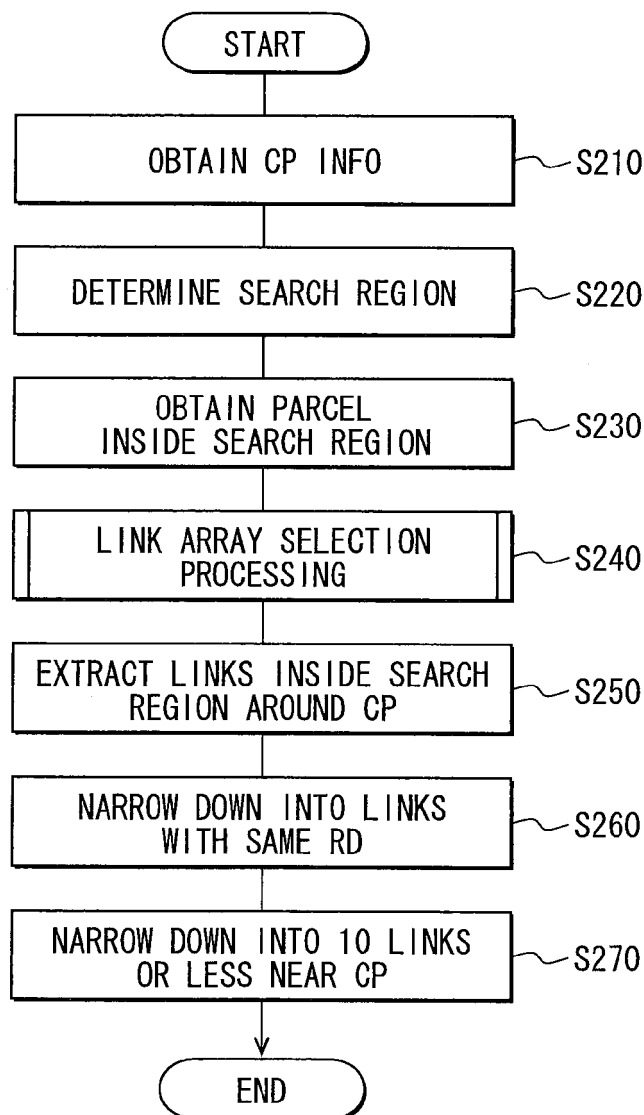 START
OBTAIN CP INFO
S210
DETERMINE SEARCH REGION
S220
OBTAIN PARCEL
INSIDE SEARCH REGION
S230
LINK ARRAY SELECTION
PROCESSING
S240
EXTRACT LINKS INSIDE SEARCH
REGION AROUND CP
S250
NARROW DOWN INTO LINKS
WITH SAME RD
S260
NARROW DOWN INTO 10 LINKS
OR LESS NEAR CP
S270
END